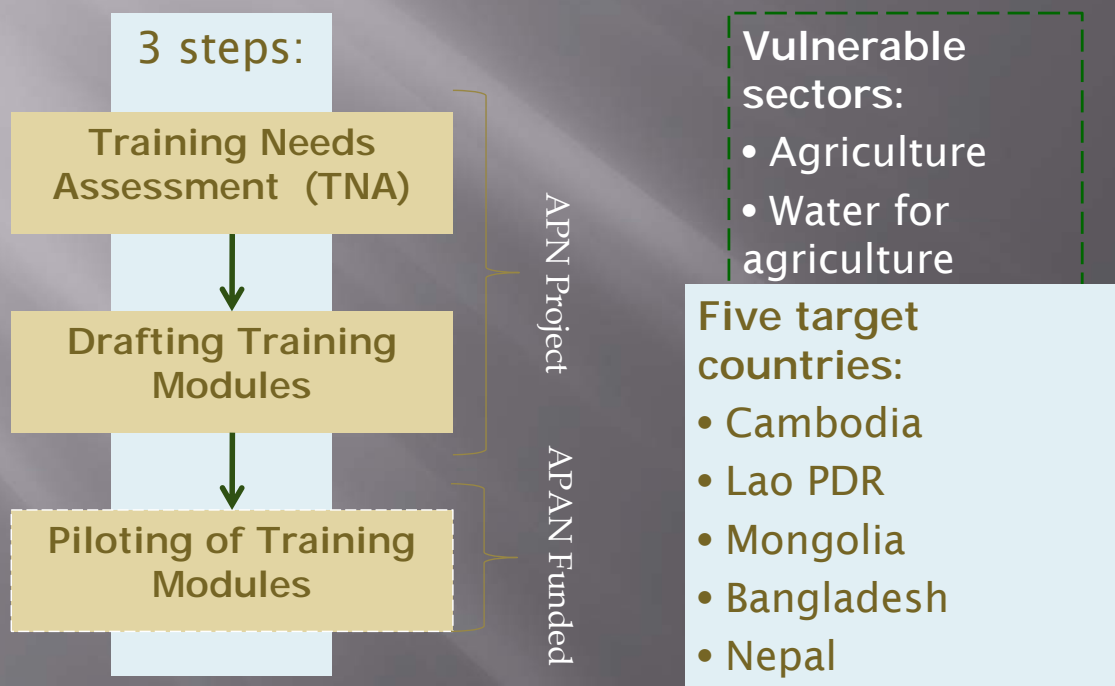 3 steps:
Training Needs
Assessment (TNA)
Drafting Training
Modules
Piloting of Training
Modules
APN Project
APAN Funded
Vulnerable
sectors:
• Agriculture
• Water for
agriculture
Five target
countries:
• Cambodia
• Lao PDR
• Mongolia
• Bangladesh
• Nepal